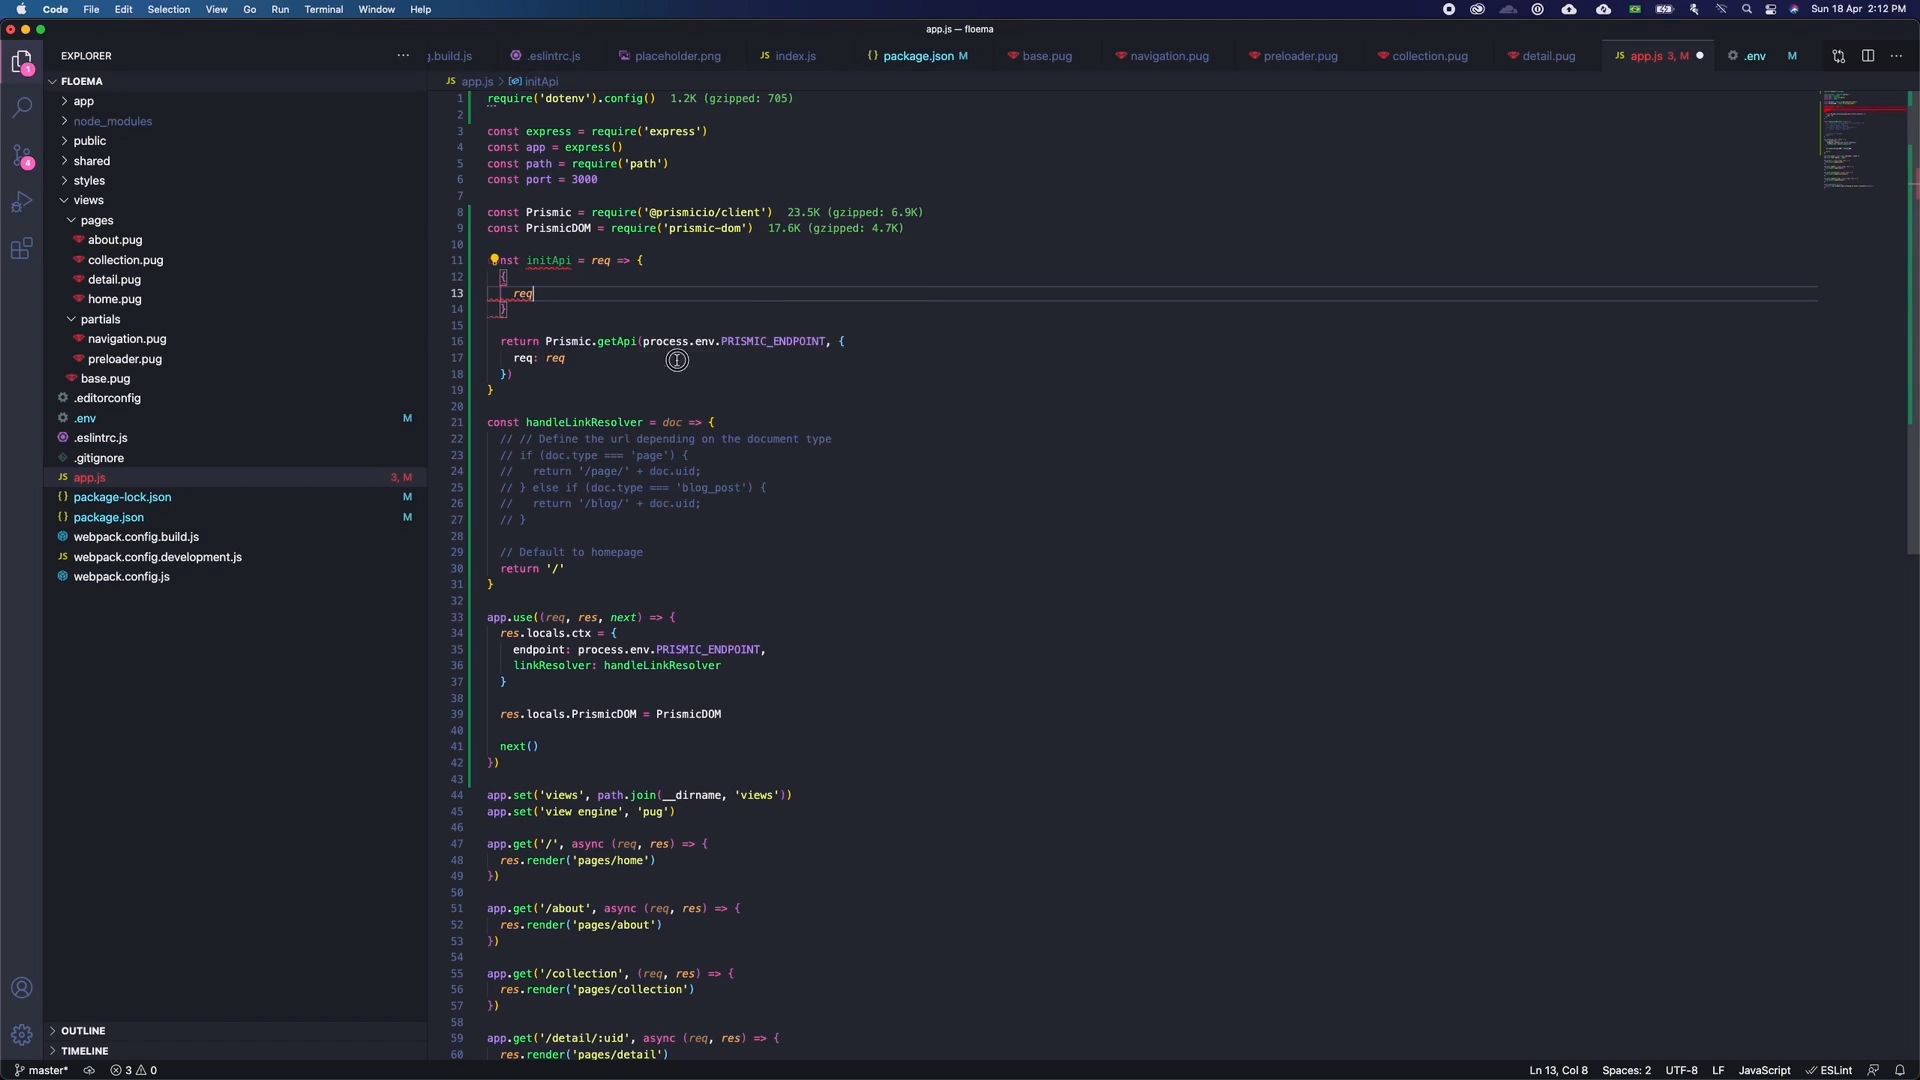 Code File Edit Selection View Go Run Terminal Window Help Sun 18 Apr 2:12 PM
app.js — floema
EXPLORER
g.build.js .eslintrc.js placeholder.png JS index.js {} package.json M base.pug navigation.pug preloader.pug collection.pug detail.pug JS app.js 3, M .env M
FLOEMA
JS app.js > initApi
app
node_modules
public
shared
styles
views
pages
about.pug
collection.pug
detail.pug
home.pug
partials
navigation.pug
preloader.pug
base.pug
.editorconfig
.env M
.eslintrc.js
.gitignore
JS app.js 3, M
{} package-lock.json M
{} package.json M
webpack.config.build.js
JS webpack.config.development.js
webpack.config.js
OUTLINE
TIMELINE
1
4
1 require('dotenv').config() 1.2K (gzipped: 705)
2
3 const express = require('express')
4 const app = express()
5 const path = require('path')
6 const port = 3000
7
8 const Prismic = require('@prismicio/client') 23.5K (gzipped: 6.9K)
9 const PrismicDOM = require('prismic-dom') 17.6K (gzipped: 4.7K)
10
11 nst initApi = req => {
12 {
13 req
14 }
15
16 return Prismic.getApi(process.env.PRISMIC_ENDPOINT, {
17 req: req
18 })
19 }
20
21 const handleLinkResolver = doc => {
22 // // Define the url depending on the document type
23 // if (doc.type === 'page') {
24 // return '/page/' + doc.uid;
25 // } else if (doc.type === 'blog_post') {
26 // return '/blog/' + doc.uid;
27 // }
28
29 // Default to homepage
30 return '/'
31 }
32
33 app.use((req, res, next) => {
34 res.locals.ctx = {
35 endpoint: process.env.PRISMIC_ENDPOINT,
36 linkResolver: handleLinkResolver
37 }
38
39 res.locals.PrismicDOM = PrismicDOM
40
41 next()
42 })
43
44 app.set('views', path.join(__dirname, 'views'))
45 app.set('view engine', 'pug')
46
47 app.get('/', async (req, res) => {
48 res.render('pages/home')
49 })
50
51 app.get('/about', async (req, res) => {
52 res.render('pages/about')
53 })
54
55 app.get('/collection', (req, res) => {
56 res.render('pages/collection')
57 })
58
59 app.get('/detail/:uid', async (req, res) => {
60 res.render('pages/detail')
master* 3 0 Ln 13, Col 8 Spaces: 2 UTF-8 LF JavaScript ESLint